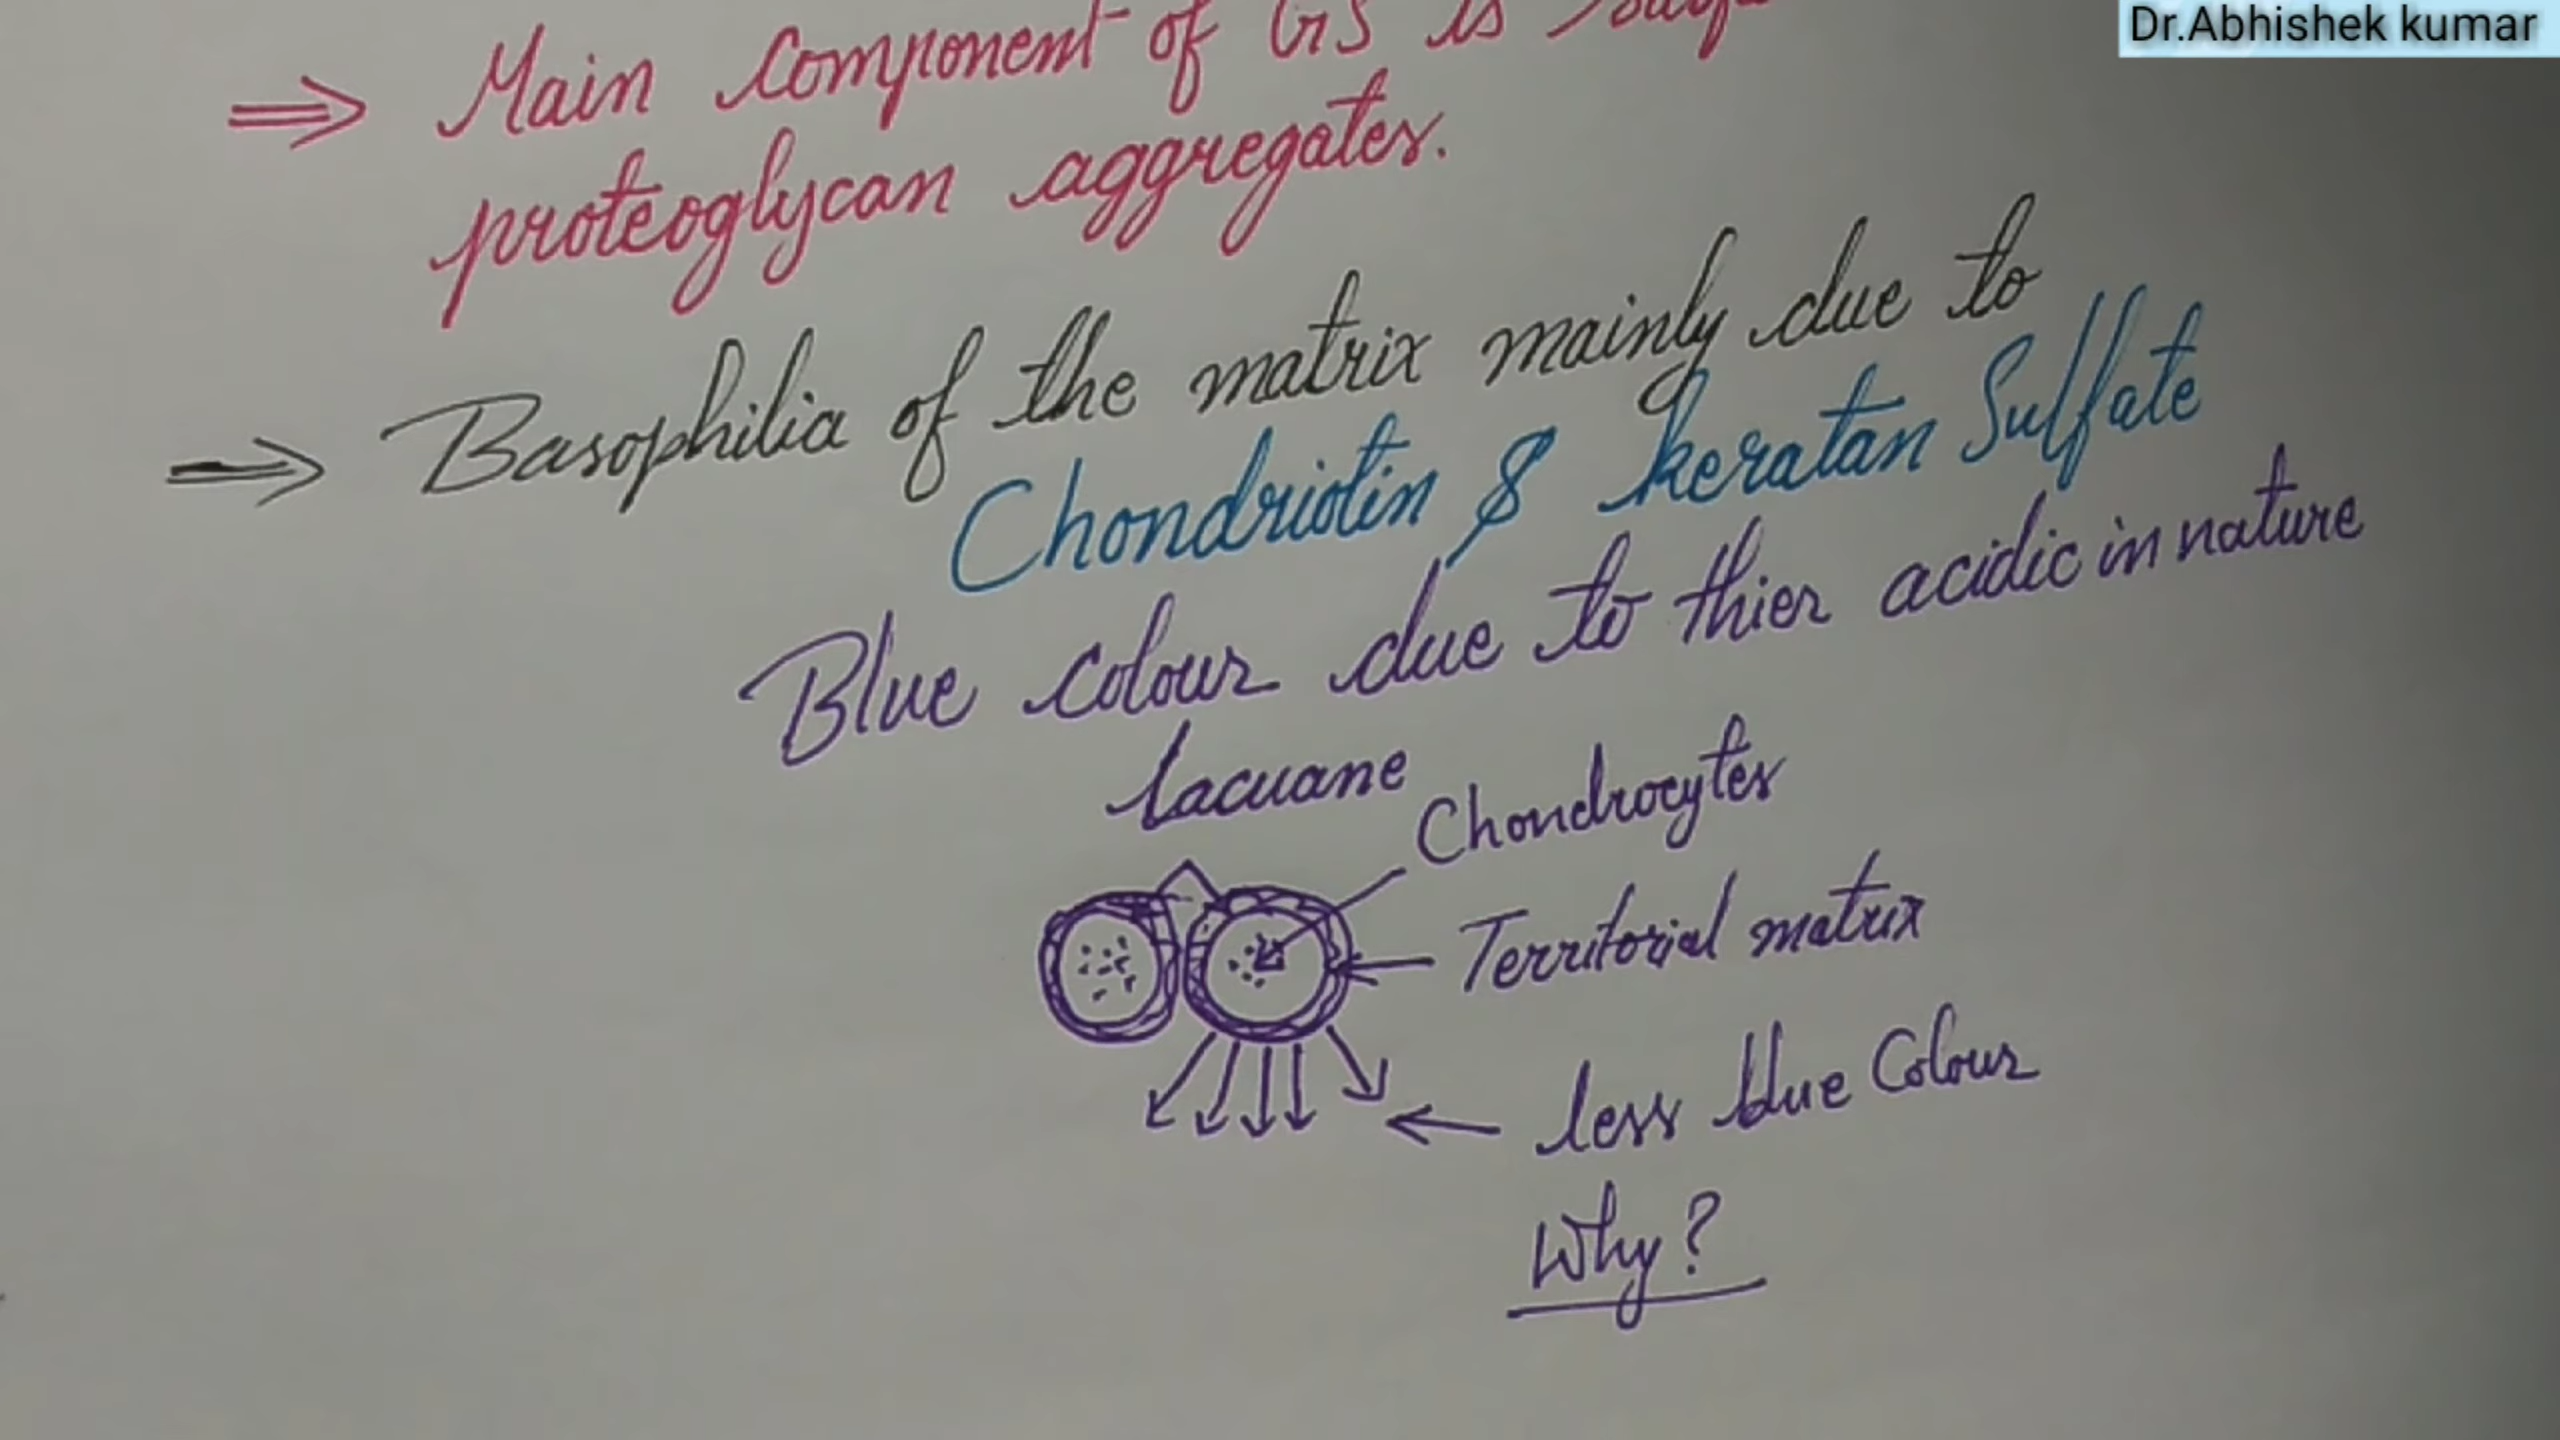 Dr.Abhishek kumar
⇒ Main Component of GS is
proteoglycan aggregates.
⇒ Basophilia of the matrix mainly due to
Chondriotin & keratan Sulfate
Blue colour due to thier acidic in nature
lacuane
Chondrocytes
Territorial matrix
less blue Colour
Why?